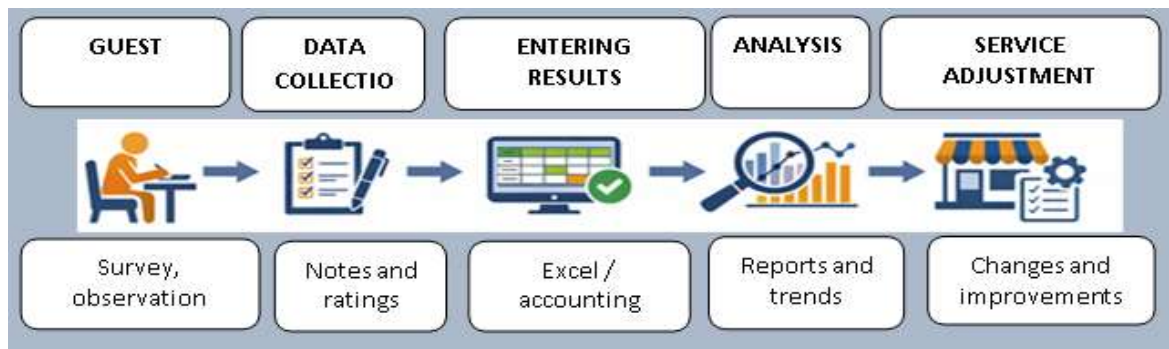 GUEST
DATA
COLLECTIO
ENTERING
RESULTS
ANALYSIS
SERVICE
ADJUSTMENT
Survey,
observation
Notes and
ratings
Excel /
accounting
Reports and
trends
Changes and
improvements